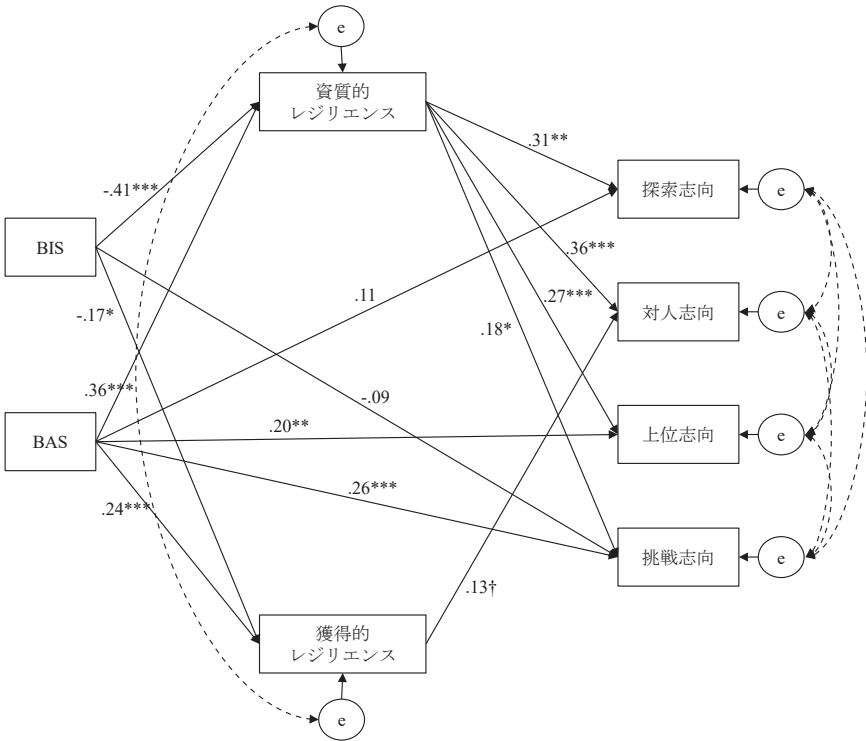 e
資質的
レジリエンス
.31**
探索志向
e
-.41***
BIS
.36***
.27***
.11
対人志向
e
-.17*
.18*
.36***
-.09
BAS
.20**
上位志向
e
.26***
.24***
挑戦志向
e
.13†
獲得的
レジリエンス
e